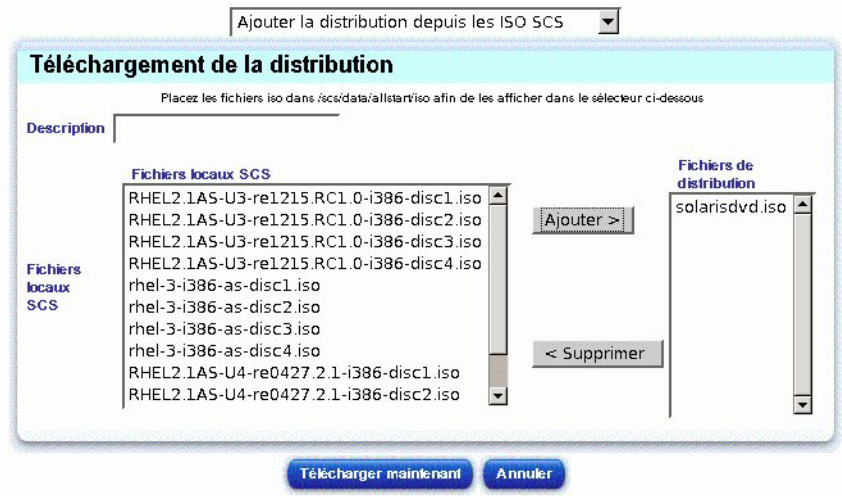 Ajouter la distribution depuis les ISO SCS
Téléchargement de la distribution
Placez les fichiers iso dans /scs/data/allstart/iso afin de les afficher dans le sélecteur ci-dessous
Description
Fichiers locaux SCS
Fichiers de
distribution
RHEL2.1AS-U3-re1215.RC1.0-i386-disc1.iso
RHEL2.1AS-U3-re1215.RC1.0-i386-disc2.iso
RHEL2.1AS-U3-re1215.RC1.0-i386-disc3.iso
RHEL2.1AS-U3-re1215.RC1.0-i386-disc4.iso
rhel-3-i386-as-disc1.iso
rhel-3-i386-as-disc2.iso
rhel-3-i386-as-disc3.iso
rhel-3-i386-as-disc4.iso
RHEL2.1AS-U4-re0427.2.1-i386-disc1.iso
RHEL2.1AS-U4-re0427.2.1-i386-disc2.iso
Fichiers
locaux
SCS
Ajouter >
< Supprimer
solarisdvd.iso
Télécharger maintenant
Annuler